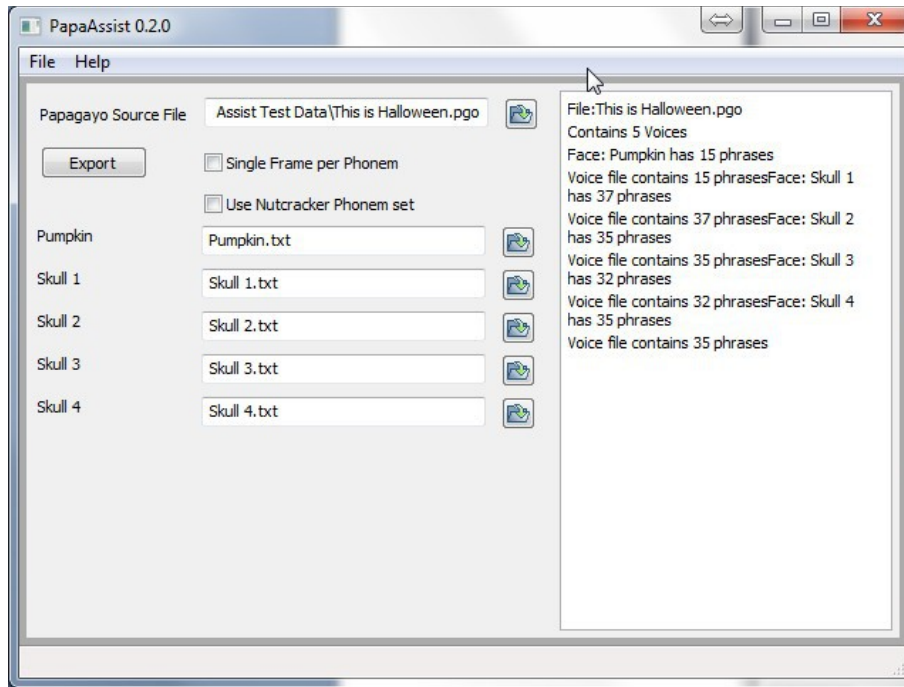 PapaAssist 0.2.0
File Help
Papagayo Source File
Assist Test Data\This is Halloween.pgo
Export
Single Frame per Phonem
Use Nutcracker Phonem set
Pumpkin
Pumpkin.txt
Skull 1
Skull 1.txt
Skull 2
Skull 2.txt
Skull 3
Skull 3.txt
Skull 4
Skull 4.txt
File:This is Halloween.pgo
Contains 5 Voices
Face: Pumpkin has 15 phrases
Voice file contains 15 phrasesFace: Skull 1
has 37 phrases
Voice file contains 37 phrasesFace: Skull 2
has 35 phrases
Voice file contains 35 phrasesFace: Skull 3
has 32 phrases
Voice file contains 32 phrasesFace: Skull 4
has 35 phrases
Voice file contains 35 phrases